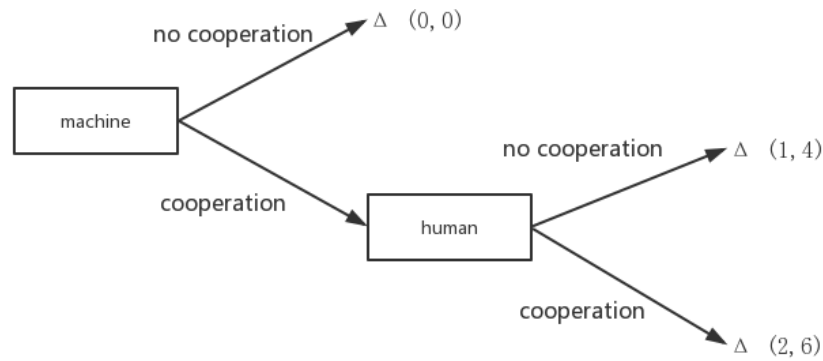 no cooperation
Δ (0, 0)
machine
cooperation
human
no cooperation
Δ (1, 4)
cooperation
Δ (2, 6)